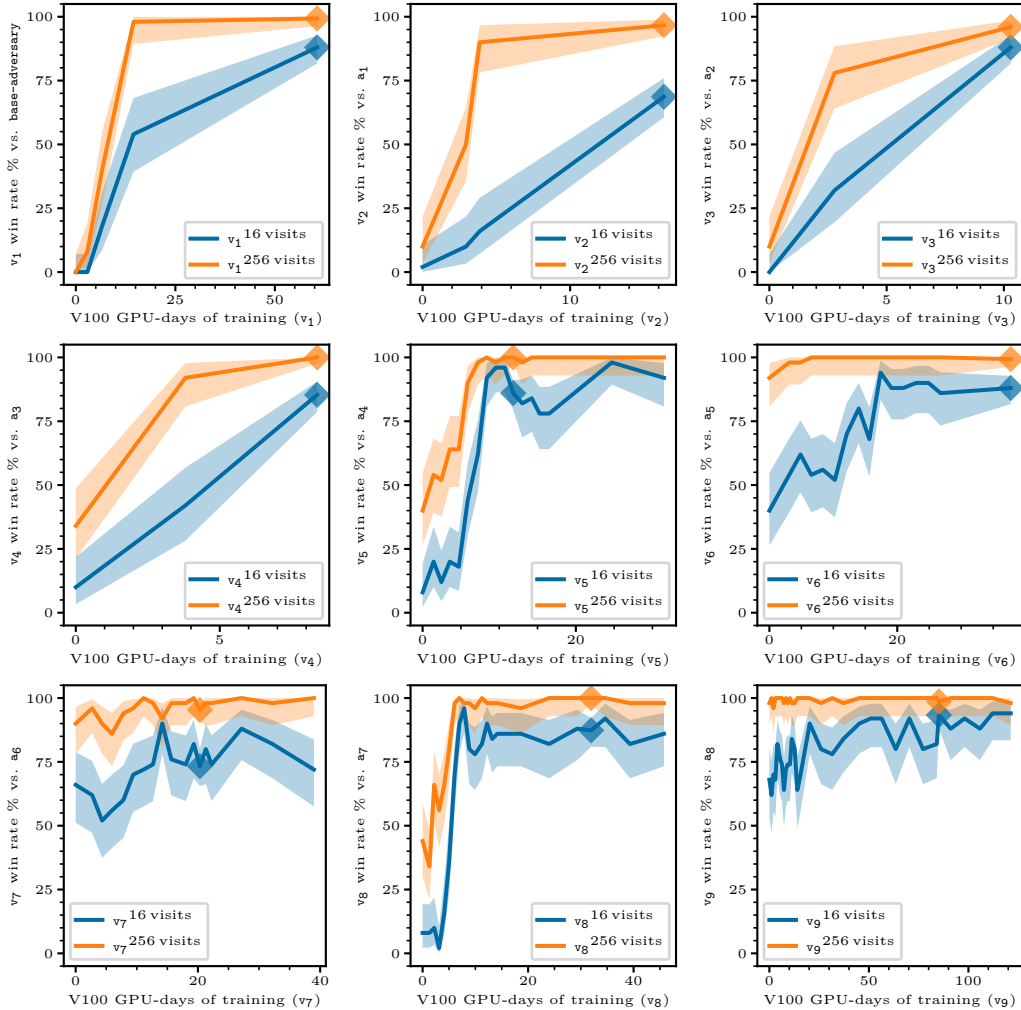 100
75
50
25
0
v1 win rate % vs. base-adversary
v1 16 visits
v1 256 visits
0 25 50
V100 GPU-days of training (v1)
100
75
50
25
0
v2 win rate % vs. a1
v2 16 visits
v2 256 visits
0 10
V100 GPU-days of training (v2)
100
75
50
25
0
v3 win rate % vs. a2
v3 16 visits
v3 256 visits
0 5 10
V100 GPU-days of training (v3)
100
75
50
25
0
v4 win rate % vs. a3
v4 16 visits
v4 256 visits
0 5
V100 GPU-days of training (v4)
100
75
50
25
0
v5 win rate % vs. a4
v5 16 visits
v5 256 visits
0 20
V100 GPU-days of training (v5)
100
75
50
25
0
v6 win rate % vs. a5
v6 16 visits
v6 256 visits
0 20
V100 GPU-days of training (v6)
100
75
50
25
0
v7 win rate % vs. a6
v7 16 visits
v7 256 visits
0 20 40
V100 GPU-days of training (v7)
100
75
50
25
0
v8 win rate % vs. a7
v8 16 visits
v8 256 visits
0 20 40
V100 GPU-days of training (v8)
100
75
50
25
0
v9 win rate % vs. a8
v9 16 visits
v9 256 visits
0 50 100
V100 GPU-days of training (v9)